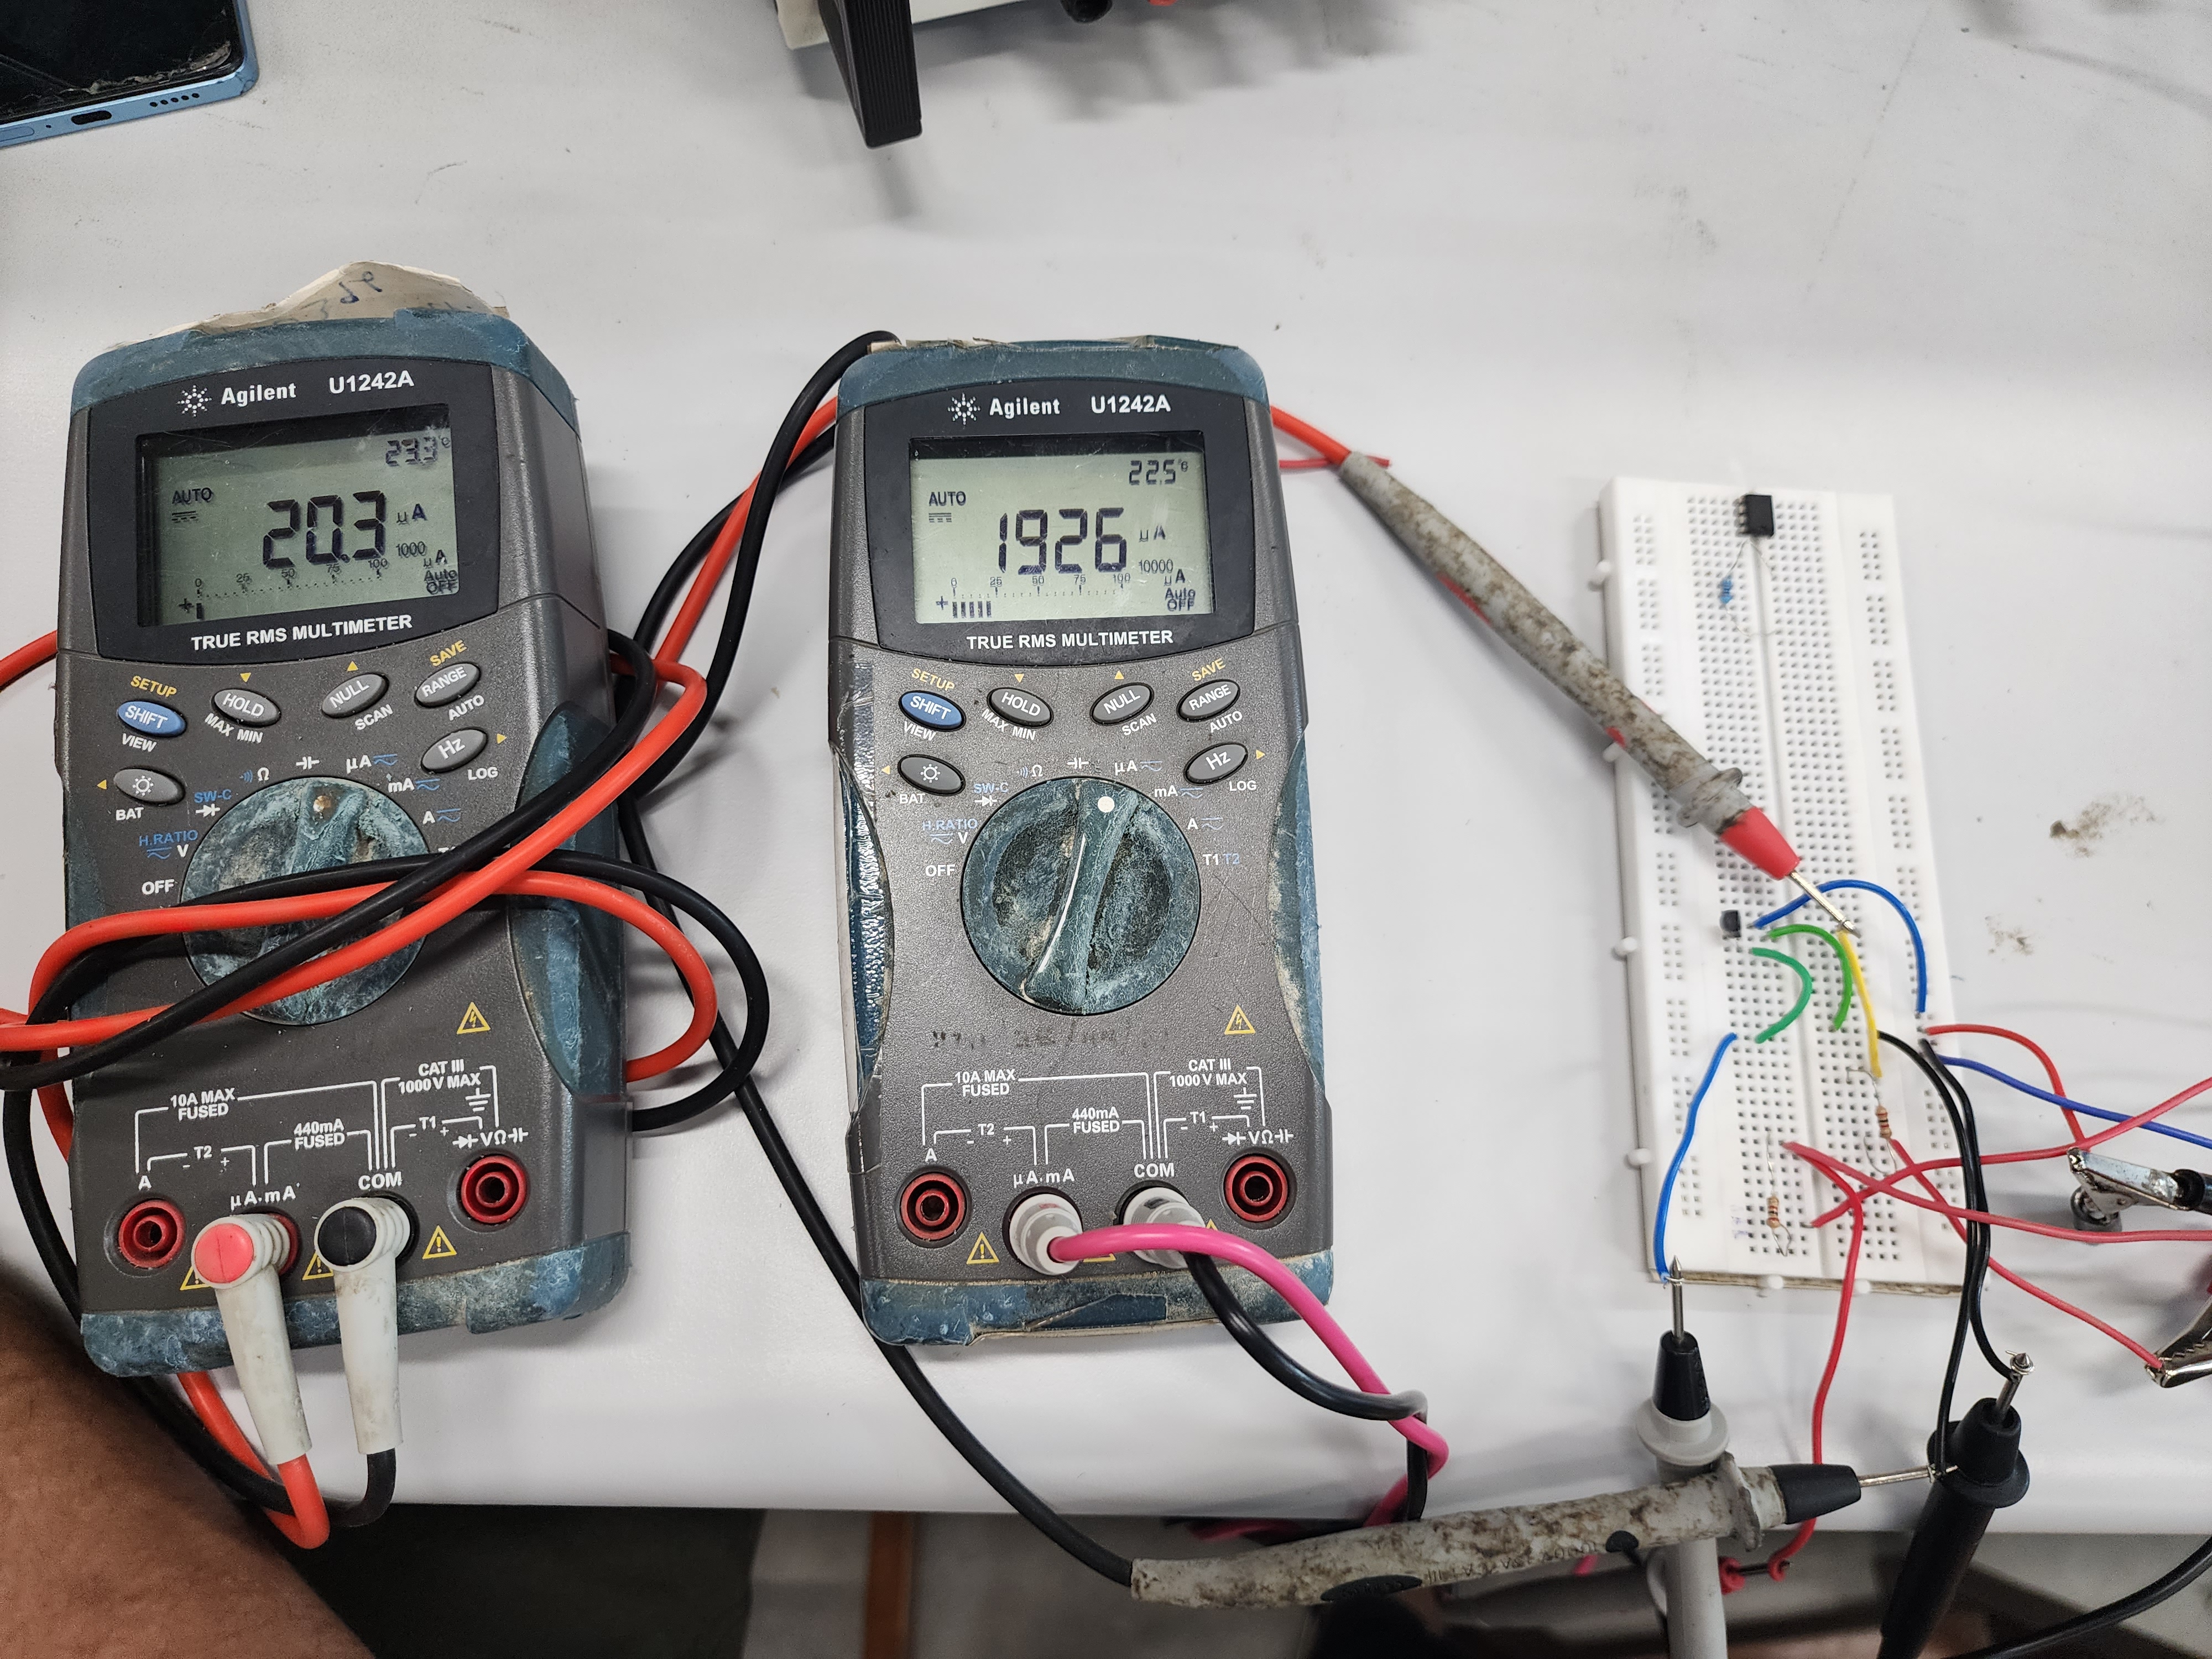 Agilent U1242A
23.3°C
AUTO
20.3 μA
1000 μA
0 25 50 75 100
Auto
OFF
TRUE RMS MULTIMETER
SETUP
SHIFT
VIEW
HOLD
MAX MIN
NULL
SCAN
SAVE
RANGE
AUTO
Hz
LOG
BAT
SW-C
Ω
μA
mA
A
H.RATIO
V
OFF
10A MAX
FUSED
440mA
FUSED
CAT III
1000V MAX
T2
T1
A
μA.mA
COM
VΩ
Agilent U1242A
22.5°C
AUTO
1926 μA
10000 μA
0 25 50 75 100
Auto
OFF
TRUE RMS MULTIMETER
SETUP
SHIFT
VIEW
HOLD
MAX MIN
NULL
SCAN
SAVE
RANGE
AUTO
Hz
LOG
BAT
SW-C
Ω
μA
mA
A
H.RATIO
V
T1 T2
OFF
10A MAX
FUSED
440mA
FUSED
CAT III
1000V MAX
T2
T1
A
μA.mA
COM
VΩ